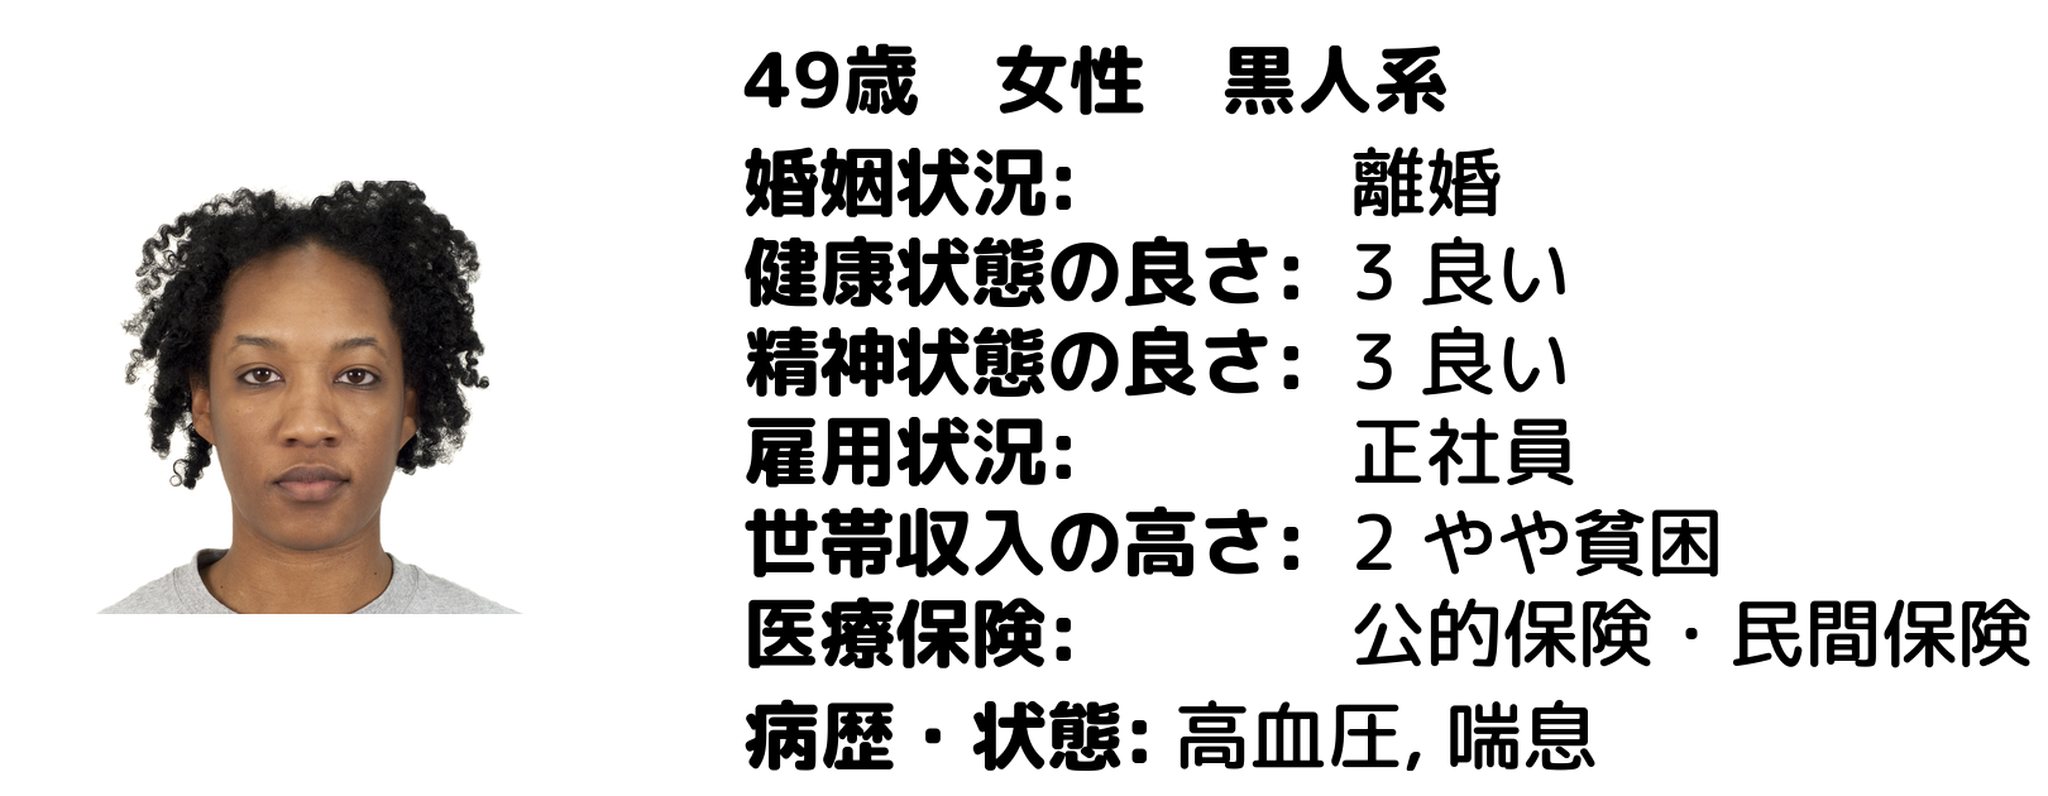 49歳　女性　黒人系
婚姻状況: 離婚
健康状態の良さ: 3 良い
精神状態の良さ: 3 良い
雇用状況: 正社員
世帯収入の高さ: 2 やや貧困
医療保険: 公的保険・民間保険
病歴・状態: 高血圧, 喘息